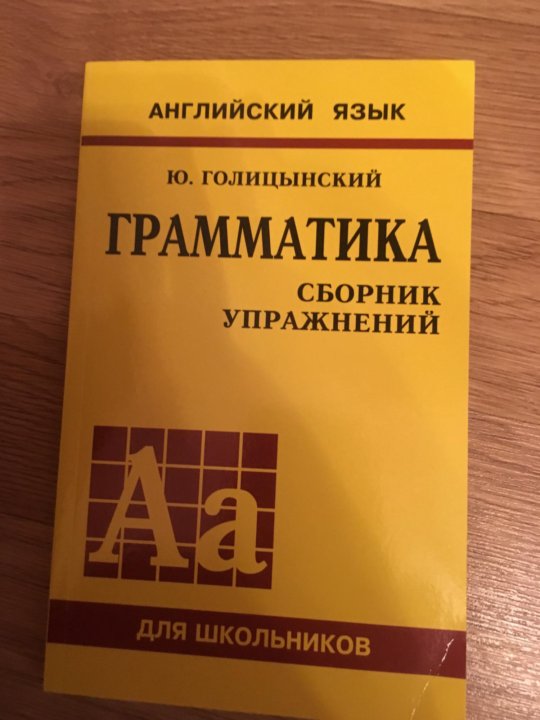 АНГЛИЙСКИЙ ЯЗЫК
Ю. ГОЛИЦЫНСКИЙ
ГРАММАТИКА
СБОРНИК
УПРАЖНЕНИЙ
Aa
ДЛЯ ШКОЛЬНИКОВ